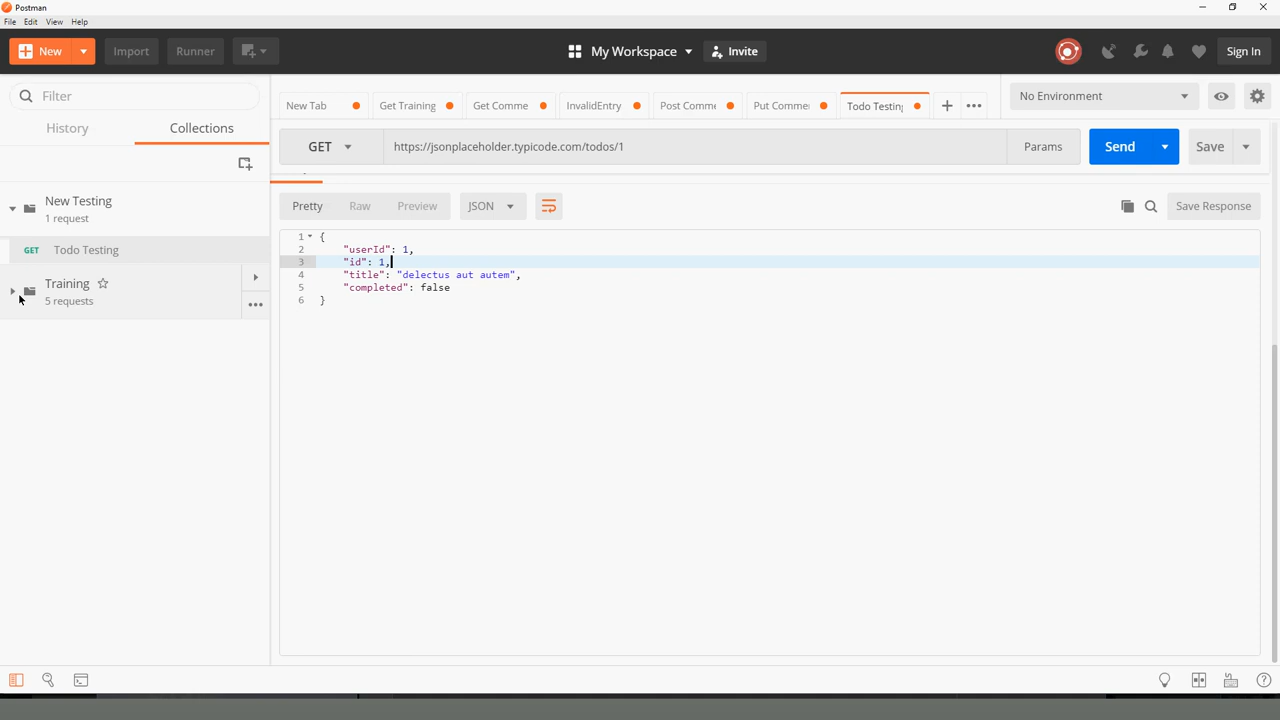 Postman
File Edit View Help
New Import Runner My Workspace Invite Sign In
Filter
History Collections
New Testing
1 request
GET Todo Testing
Training
5 requests
New Tab Get Training Get Comme InvalidEntry Post Comme Put Commen Todo Testing
No Environment
GET https://jsonplaceholder.typicode.com/todos/1 Params Send Save
Pretty Raw Preview JSON Save Response
1 {
2 "userId": 1,
3 "id": 1,
4 "title": "delectus aut autem",
5 "completed": false
6 }